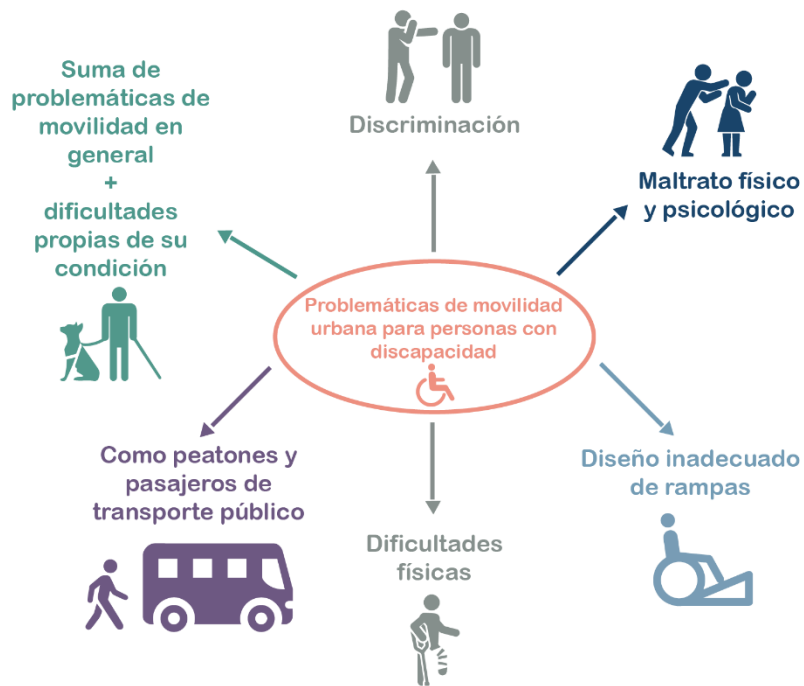 Suma de
problemáticas de
movilidad en
general
+
dificultades
propias de su
condición
Discriminación
Maltrato físico
y psicológico
Problemáticas de movilidad
urbana para personas con
discapacidad
Como peatones y
pasajeros de
transporte público
Dificultades
físicas
Diseño inadecuado
de rampas